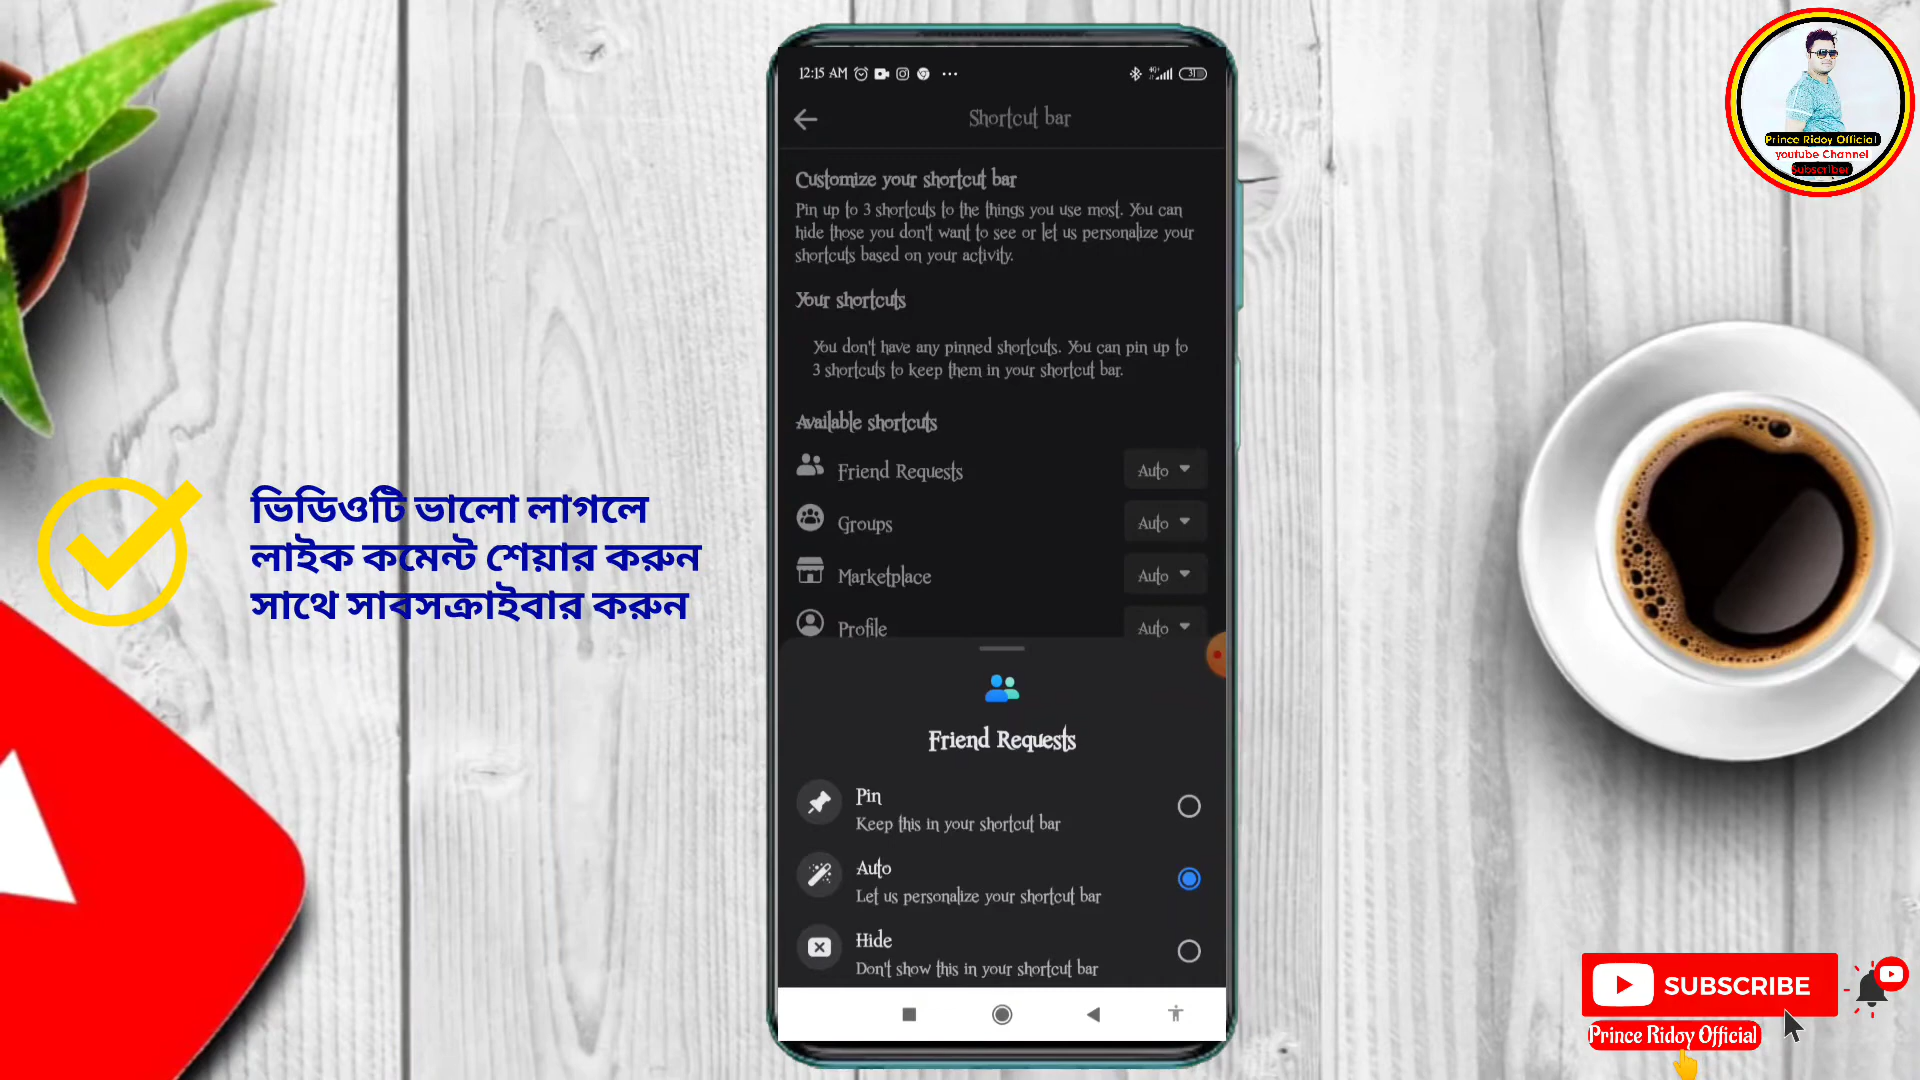 12:15 AM
31
Shortcut bar
Customize your shortcut bar
Pin up to 3 shortcuts to the things you use most. You can
hide those you don't want to see or let us personalize your
shortcuts based on your activity.
Your shortcuts
You don't have any pinned shortcuts. You can pin up to
3 shortcuts to keep them in your shortcut bar.
Available shortcuts
Friend Requests Auto
Groups Auto
Marketplace Auto
Profile Auto
Friend Requests
Pin
Keep this in your shortcut bar
Auto
Let us personalize your shortcut bar
Hide
Don't show this in your shortcut bar
ভিডিওটি ভালো লাগলে
লাইক কমেন্ট শেয়ার করুন
সাথে সাবসক্রাইবার করুন
Prince Ridoy Official
youtube Channel
Subscriber
SUBSCRIBE
Prince Ridoy Official